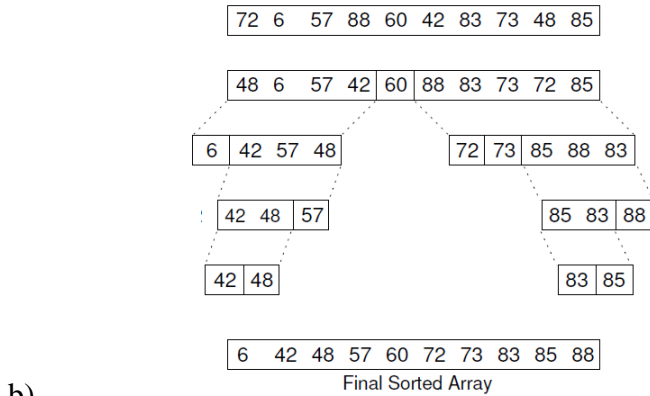 72 6 57 88 60 42 83 73 48 85
48 6 57 42 60 88 83 73 72 85
6 42 57 48 72 73 85 88 83
42 48 57 85 83 88
42 48 83 85
6 42 48 57 60 72 73 83 85 88
Final Sorted Array
b)